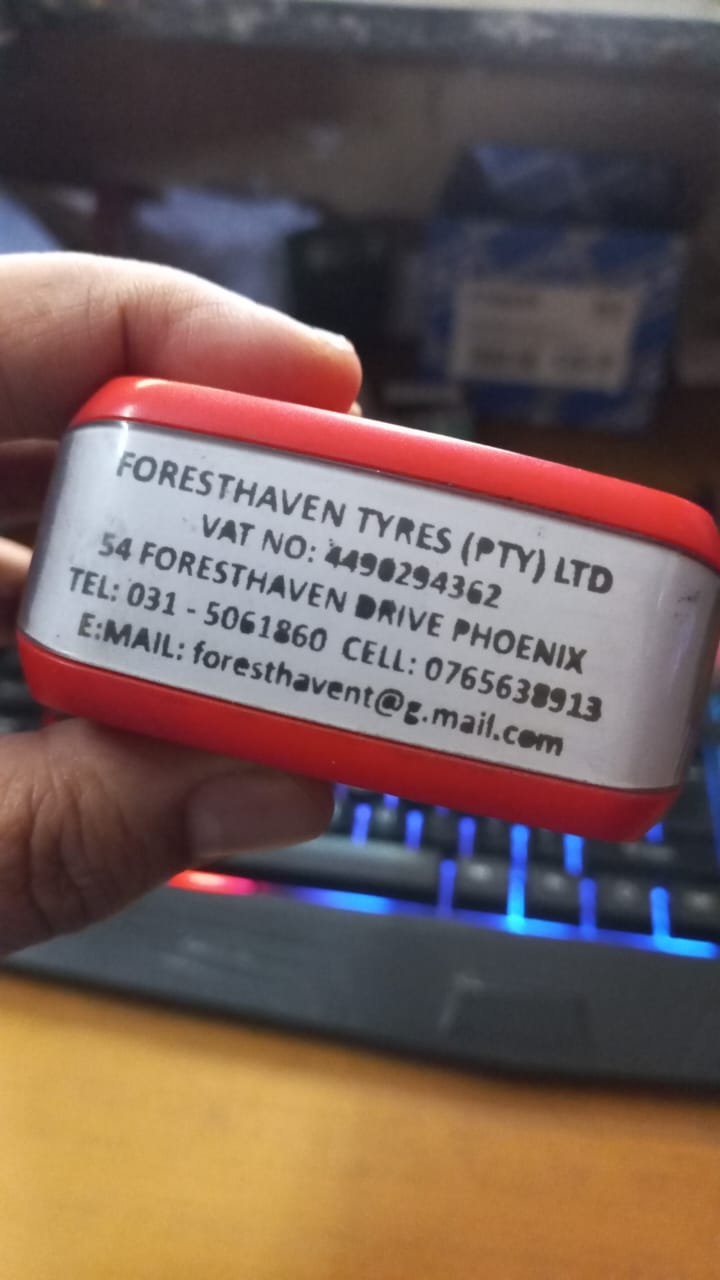 FORESTHAVEN TYRES (PTY) LTD
VAT NO: 4490294362
54 FORESTHAVEN DRIVE PHOENIX
TEL: 031 - 5061860 CELL: 0765638913
E:MAIL: foresthavent@g.mail.com